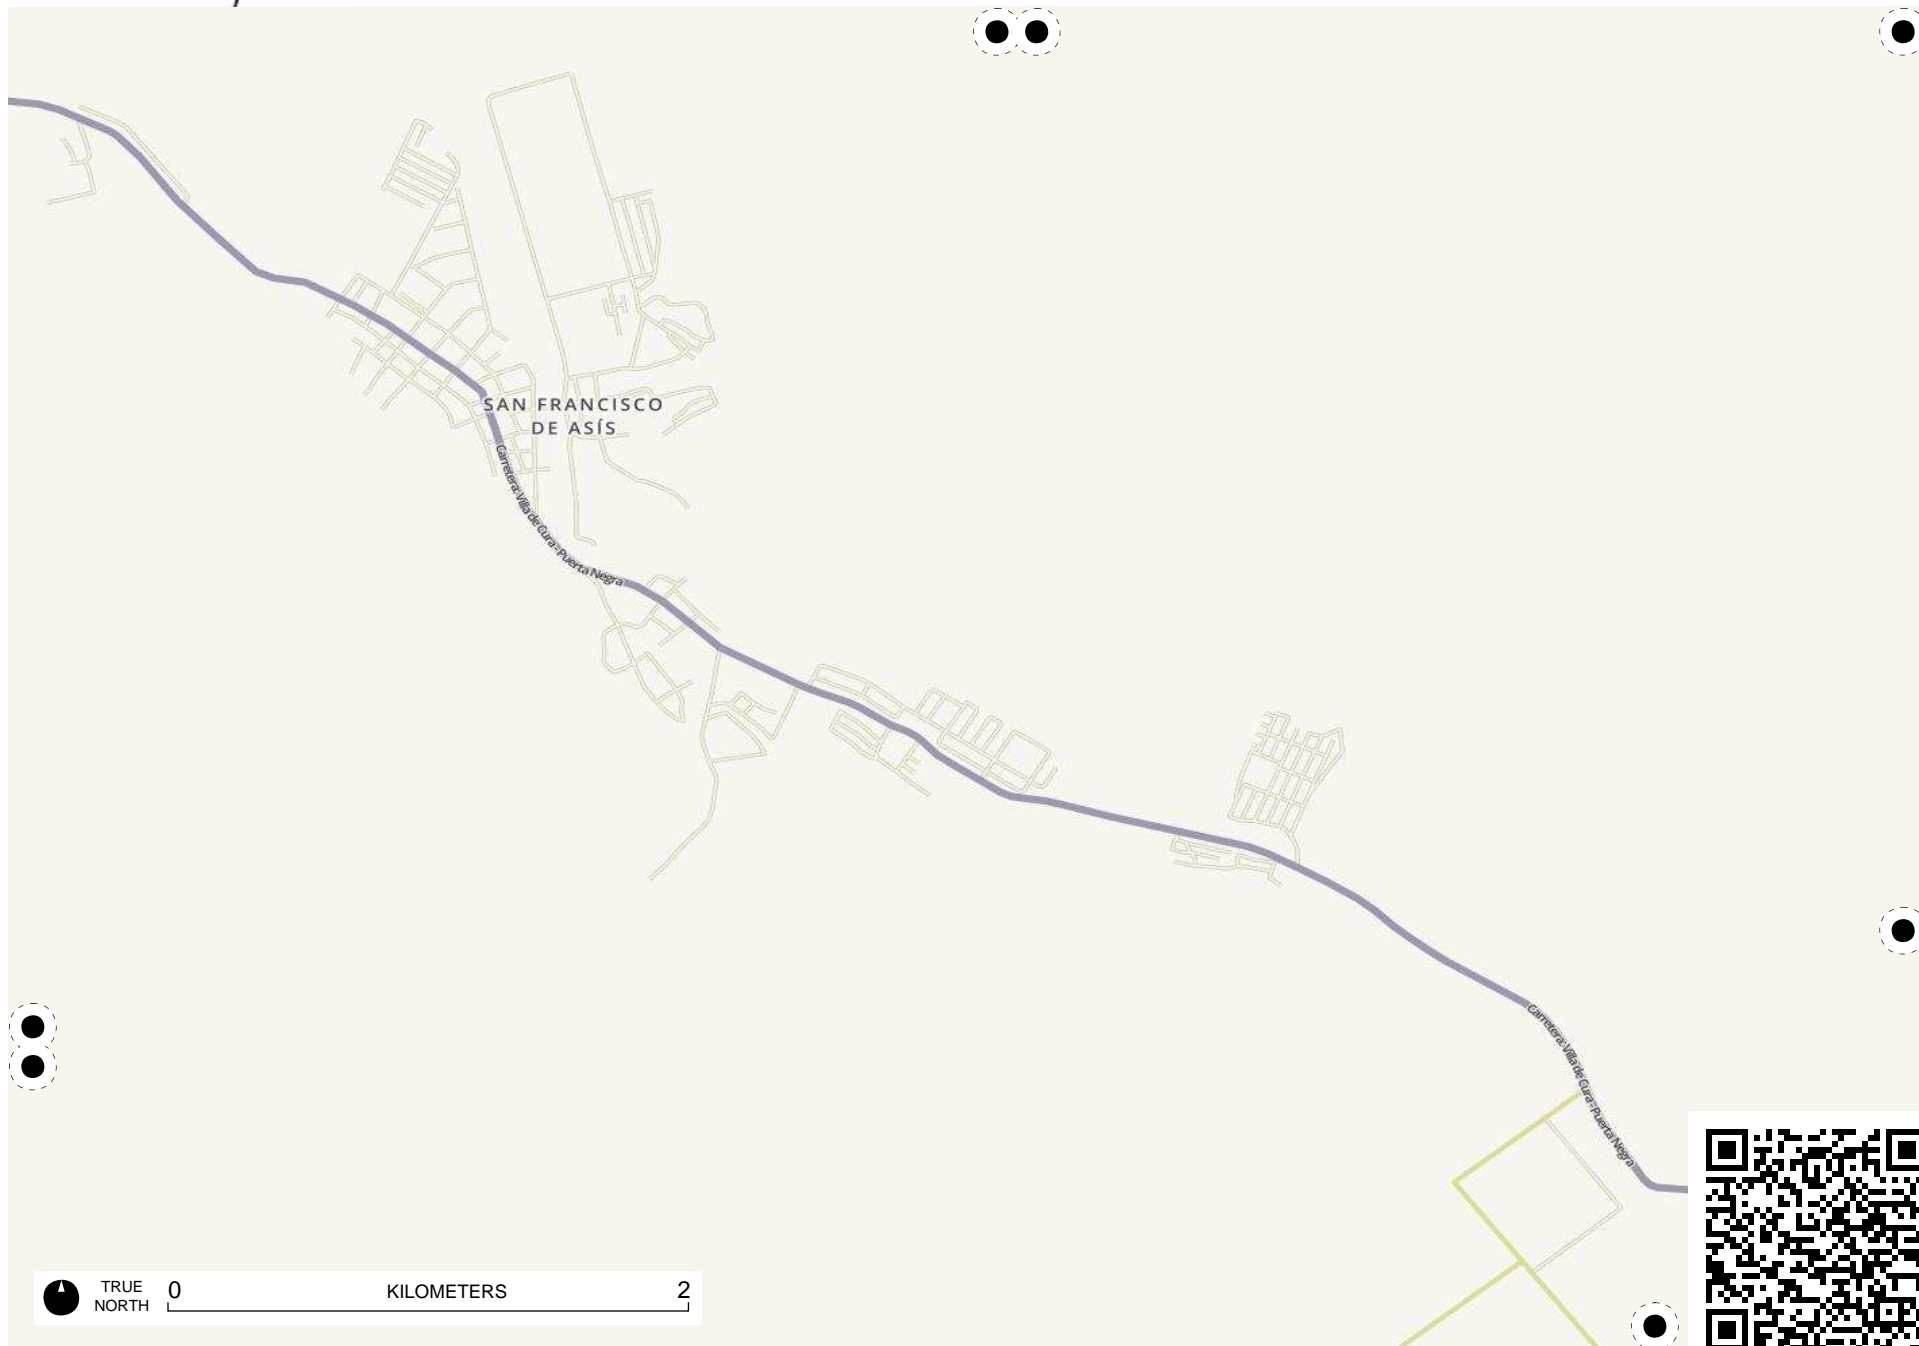 SAN FRANCISCO
DE ASÍS
Carretera: Villa de Cura - Puerta Negra
Carretera: Villa de Cura - Puerta Negra
TRUE
NORTH
0 KILOMETERS 2